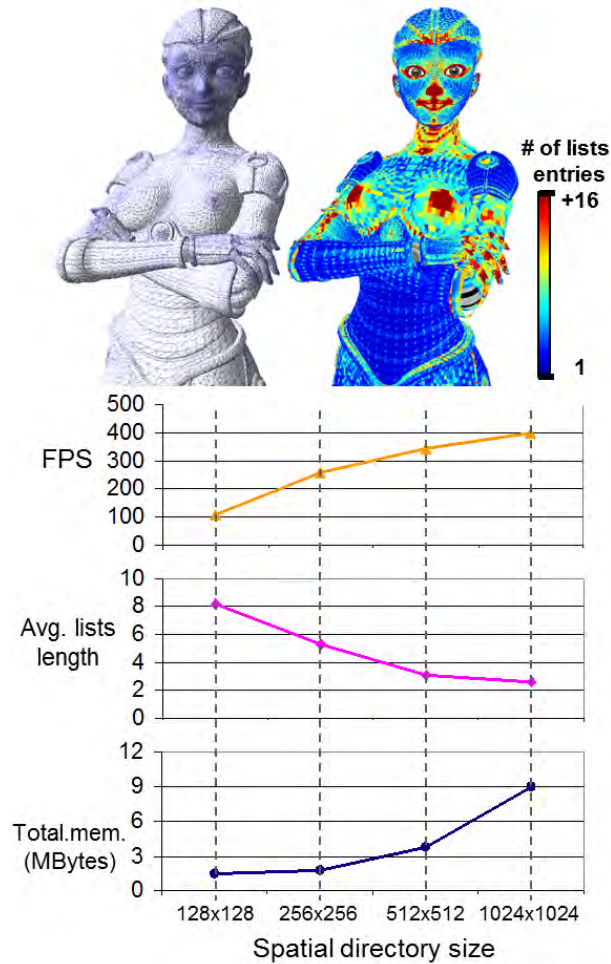 # of lists
entries
+16
1
500
400
300
200
100
0
FPS
10
8
6
4
2
0
Avg. lists
length
12
9
6
3
0
Total.mem.
(MBytes)
128x128 256x256 512x512 1024x1024
Spatial directory size